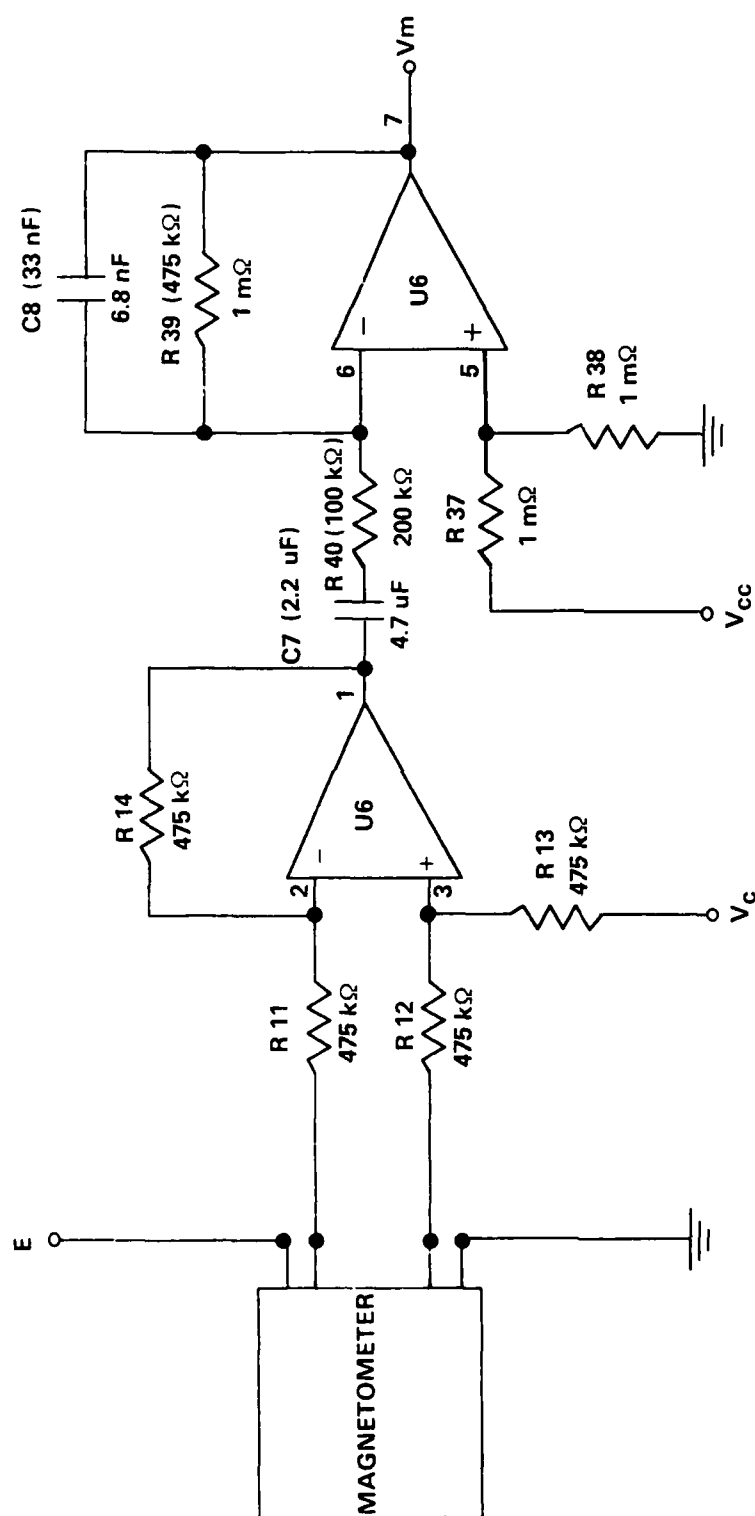 MAGNETOMETER
E
R 11
475 kΩ
R 12
475 kΩ
R 13
475 kΩ
Vc
R 14
475 kΩ
2
3
−
+
U6
1
C7 (2.2 uF)
4.7 uF
R 40 (100 kΩ)
200 kΩ
C8 (33 nF)
6.8 nF
R 39 (475 kΩ)
1 mΩ
6
5
−
+
U6
7
Vm
R 37
1 mΩ
Vcc
R 38
1 mΩ